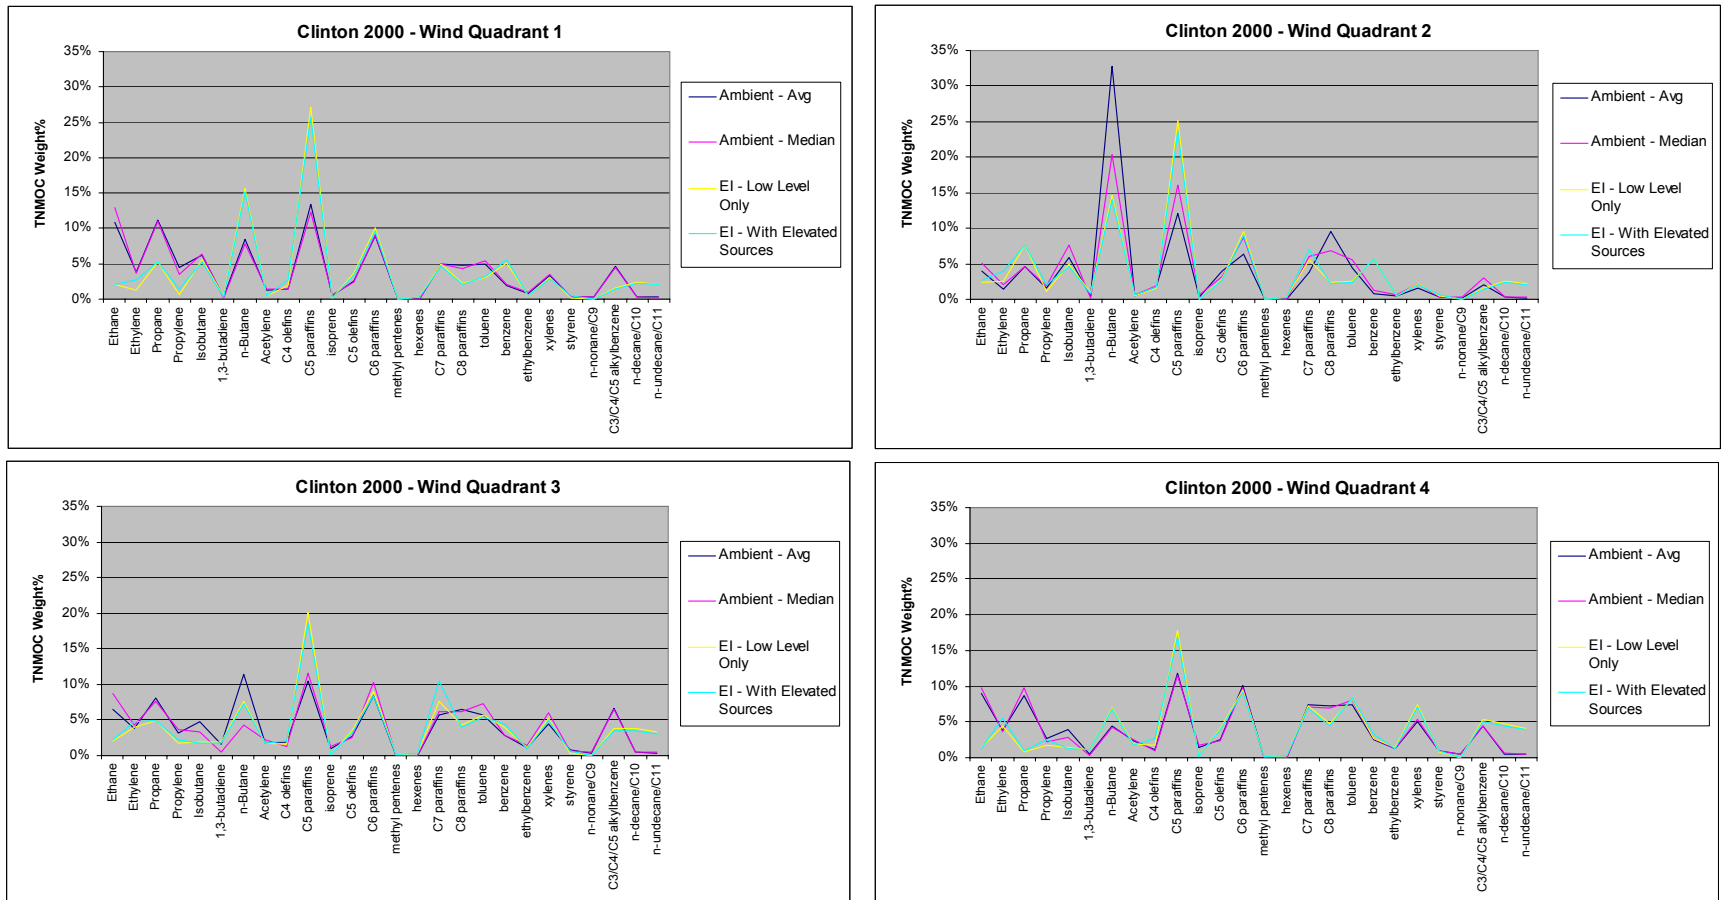 Clinton 2000 - Wind Quadrant 1
35%
30%
25%
20%
15%
10%
5%
0%
TNMOC Weight%
Ethane
Ethylene
Propane
Propylene
Isobutane
1,3-butadiene
n-Butane
Acetylene
C4 olefins
C5 paraffins
isoprene
C5 olefins
C6 paraffins
methyl pentenes
hexenes
C7 paraffins
C8 paraffins
toluene
benzene
ethylbenzene
xylenes
styrene
n-nonane/C9
C3/C4/C5 alkylbenzene
n-decane/C10
n-undecane/C11
Ambient - Avg
Ambient - Median
EI - Low Level
Only
EI - With Elevated
Sources
Clinton 2000 - Wind Quadrant 2
35%
30%
25%
20%
15%
10%
5%
0%
TNMOC Weight%
Ethane
Ethylene
Propane
Propylene
Isobutane
1,3-butadiene
n-Butane
Acetylene
C4 olefins
C5 paraffins
isoprene
C5 olefins
C6 paraffins
methyl pentenes
hexenes
C7 paraffins
C8 paraffins
toluene
benzene
ethylbenzene
xylenes
styrene
n-nonane/C9
C3/C4/C5 alkylbenzene
n-decane/C10
n-undecane/C11
Ambient - Avg
Ambient - Median
EI - Low Level
Only
EI - With Elevated
Sources
Clinton 2000 - Wind Quadrant 3
35%
30%
25%
20%
15%
10%
5%
0%
TNMOC Weight%
Ethane
Ethylene
Propane
Propylene
Isobutane
1,3-butadiene
n-Butane
Acetylene
C4 olefins
C5 paraffins
isoprene
C5 olefins
C6 paraffins
methyl pentenes
hexenes
C7 paraffins
C8 paraffins
toluene
benzene
ethylbenzene
xylenes
styrene
n-nonane/C9
C3/C4/C5 alkylbenzene
n-decane/C10
n-undecane/C11
Ambient - Avg
Ambient - Median
EI - Low Level
Only
EI - With Elevated
Sources
Clinton 2000 - Wind Quadrant 4
35%
30%
25%
20%
15%
10%
5%
0%
TNMOC Weight%
Ethane
Ethylene
Propane
Propylene
Isobutane
1,3-butadiene
n-Butane
Acetylene
C4 olefins
C5 paraffins
isoprene
C5 olefins
C6 paraffins
methyl pentenes
hexenes
C7 paraffins
C8 paraffins
toluene
benzene
ethylbenzene
xylenes
styrene
n-nonane/C9
C3/C4/C5 alkylbenzene
n-decane/C10
n-undecane/C11
Ambient - Avg
Ambient - Median
EI - Low Level
Only
EI - With Elevated
Sources